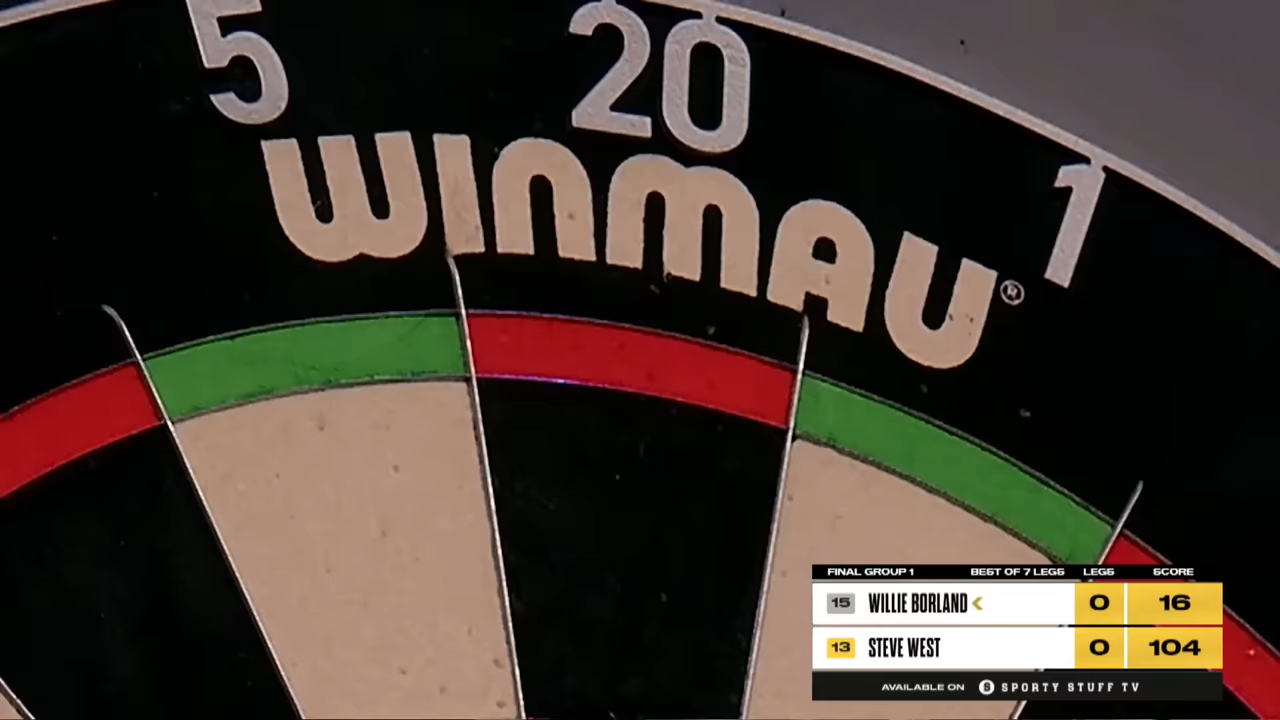 5 20 1
WINMAU®
FINAL GROUP 1 BEST OF 7 LEGS LEGS SCORE
15 WILLIE BORLAND 0 16
13 STEVE WEST 0 104
AVAILABLE ON S SPORTY STUFF TV